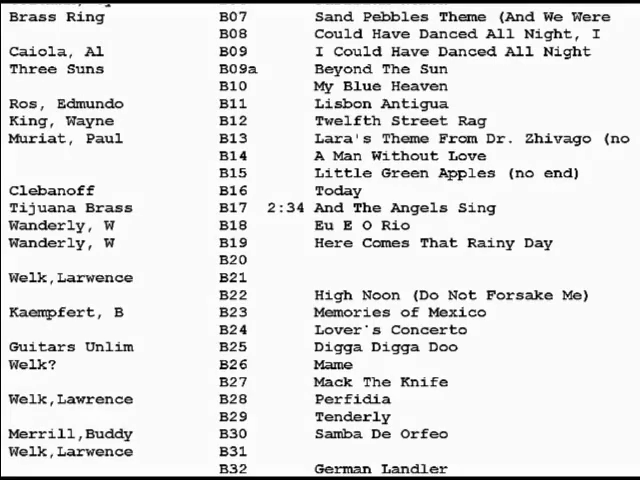 Brass Ring B07 Sand Pebbles Theme (And We Were
B08 Could Have Danced All Night, I
Caiola, Al B09 I Could Have Danced All Night
Three Suns B09a Beyond The Sun
B10 My Blue Heaven
Ros, Edmundo B11 Lisbon Antigua
King, Wayne B12 Twelfth Street Rag
Muriat, Paul B13 Lara's Theme From Dr. Zhivago (no
B14 A Man Without Love
B15 Little Green Apples (no end)
Clebanoff B16 Today
Tijuana Brass B17 2:34 And The Angels Sing
Wanderly, W B18 Eu E O Rio
Wanderly, W B19 Here Comes That Rainy Day
B20
Welk,Larwence B21
B22 High Noon (Do Not Forsake Me)
Kaempfert, B B23 Memories of Mexico
B24 Lover's Concerto
Guitars Unlim B25 Digga Digga Doo
Welk? B26 Mame
B27 Mack The Knife
Welk,Lawrence B28 Perfidia
B29 Tenderly
Merrill,Buddy B30 Samba De Orfeo
Welk,Larwence B31
B32 German Landler